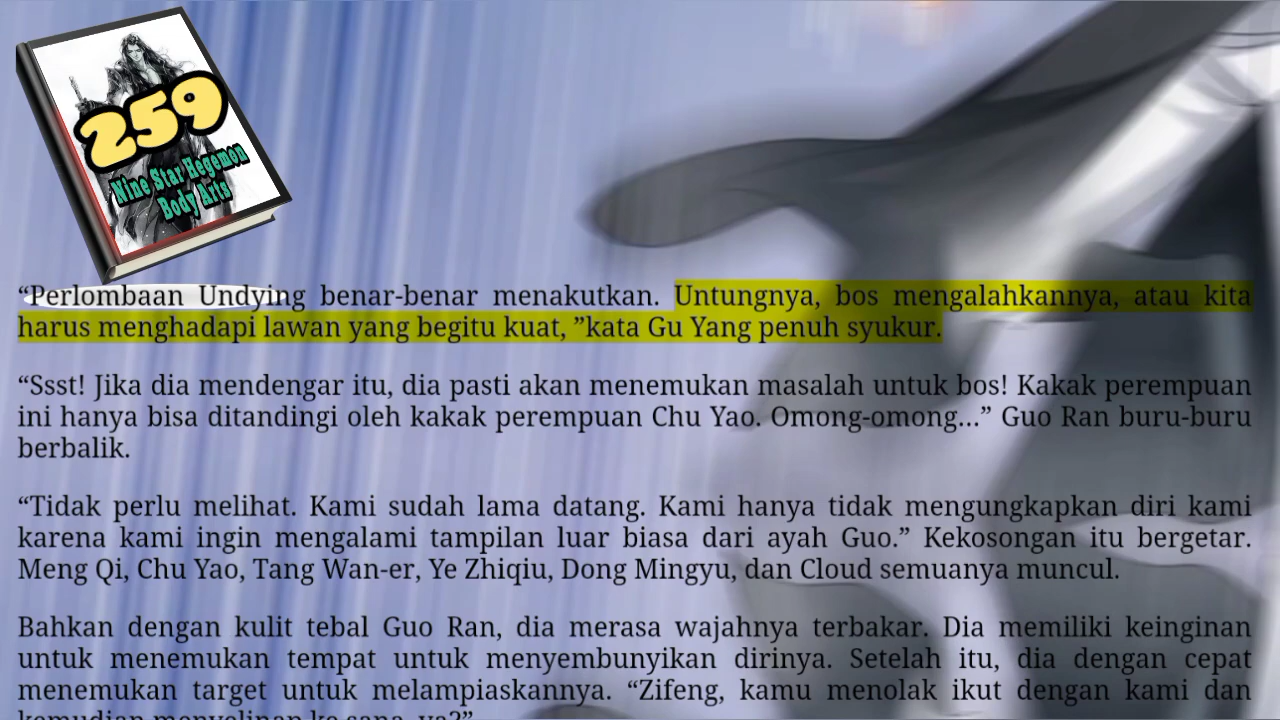 259
Nine Star Hegemon
Body Arts
“Perlombaan Undying benar-benar menakutkan. Untungnya, bos mengalahkannya, atau kita
harus menghadapi lawan yang begitu kuat, ”kata Gu Yang penuh syukur.
“Ssst! Jika dia mendengar itu, dia pasti akan menemukan masalah untuk bos! Kakak perempuan
ini hanya bisa ditandingi oleh kakak perempuan Chu Yao. Omong-omong…” Guo Ran buru-buru
berbalik.
“Tidak perlu melihat. Kami sudah lama datang. Kami hanya tidak mengungkapkan diri kami
karena kami ingin mengalami tampilan luar biasa dari ayah Guo.” Kekosongan itu bergetar.
Meng Qi, Chu Yao, Tang Wan-er, Ye Zhiqiu, Dong Mingyu, dan Cloud semuanya muncul.
Bahkan dengan kulit tebal Guo Ran, dia merasa wajahnya terbakar. Dia memiliki keinginan
untuk menemukan tempat untuk menyembunyikan dirinya. Setelah itu, dia dengan cepat
menemukan target untuk melampiaskannya. “Zifeng, kamu menolak ikut dengan kami dan
kemudian menyelinap ke sana, ya?”